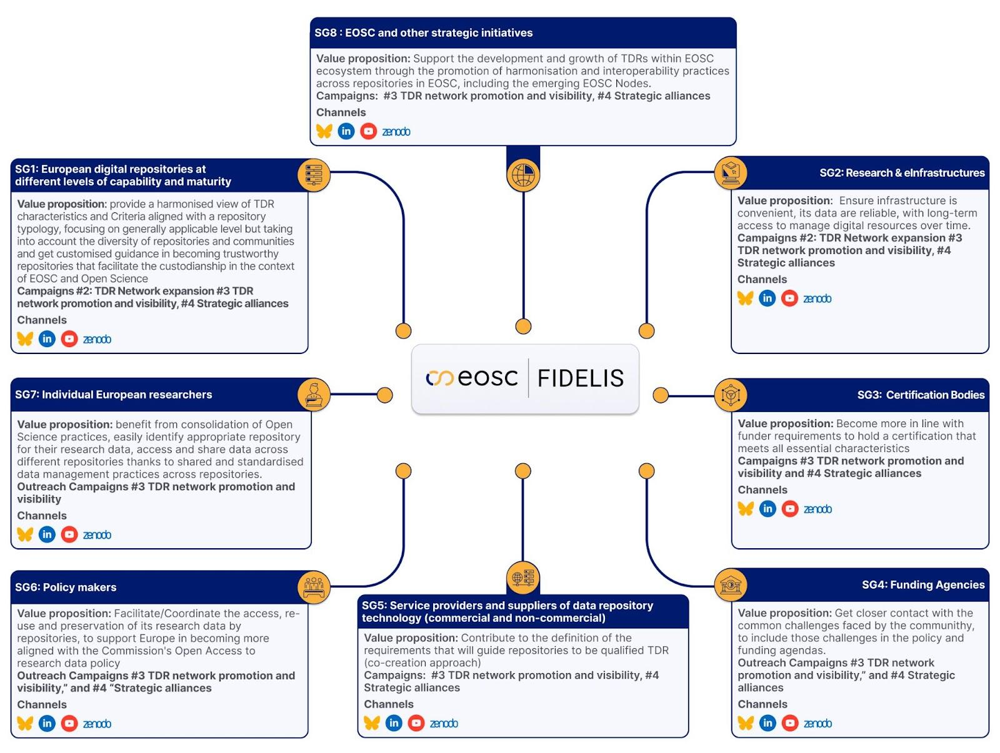 SG8 : EOSC and other strategic initiatives
Value proposition: Support the development and growth of TDRs within EOSC
ecosystem through the promotion of harmonisation and interoperability practices
across repositories in EOSC, including the emerging EOSC Nodes.
Campaigns: #3 TDR network promotion and visibility, #4 Strategic alliances
Channels
in zenodo
SG1: European digital repositories at
different levels of capability and maturity
Value proposition: provide a harmonised view of TDR
characteristics and Criteria aligned with a repository
typology, focusing on generally applicable level but taking
into account the diversity of repositories and communities
and get customised guidance in becoming trustworthy
repositories that facilitate the custodianship in the context
of EOSC and Open Science
Campaigns #2: TDR Network expansion #3 TDR
network promotion and visibility, #4 Strategic alliances
Channels
in zenodo
SG2: Research & eInfrastructures
Value proposition: Ensure infrastructure is
convenient, its data are reliable, with long-term
access to manage digital resources over time.
Campaigns #2: TDR Network expansion #3
TDR network promotion and visibility, #4
Strategic alliances
Channels
in zenodo
eosc | FIDELIS
SG7: Individual European researchers
Value proposition: benefit from consolidation of Open
Science practices, easily identify appropriate repository
for their research data, access and share data across
different repositories thanks to shared and standardised
data management practices across repositories.
Outreach Campaigns #3 TDR network promotion and
visibility
Channels
in zenodo
SG3: Certification Bodies
Value proposition: Become more in line with
funder requirements to hold a certification that
meets all essential characteristics
Campaigns #3 TDR network promotion and
visibility and #4 Strategic alliances
Channels
in zenodo
SG6: Policy makers
Value proposition: Facilitate/Coordinate the access, re-
use and preservation of its research data by
repositories, to support Europe in becoming more
aligned with the Commission's Open Access to
research data policy
Outreach Campaigns #3 TDR network promotion and
visibility,” and #4 “Strategic alliances
Channels
in zenodo
SG5: Service providers and suppliers of data repository
technology (commercial and non-commercial)
Value proposition: Contribute to the definition of the
requirements that will guide repositories to be qualified TDR
(co-creation approach)
Campaigns: #3 TDR network promotion and visibility, #4
Strategic alliances
Channels
in zenodo
SG4: Funding Agencies
Value proposition: Get closer contact with the
common challenges faced by the communithy,
to include those challenges in the policy and
funding agendas.
Outreach Campaigns #3 TDR network
promotion and visibility,” and #4 Strategic
alliances
Channels
in zenodo